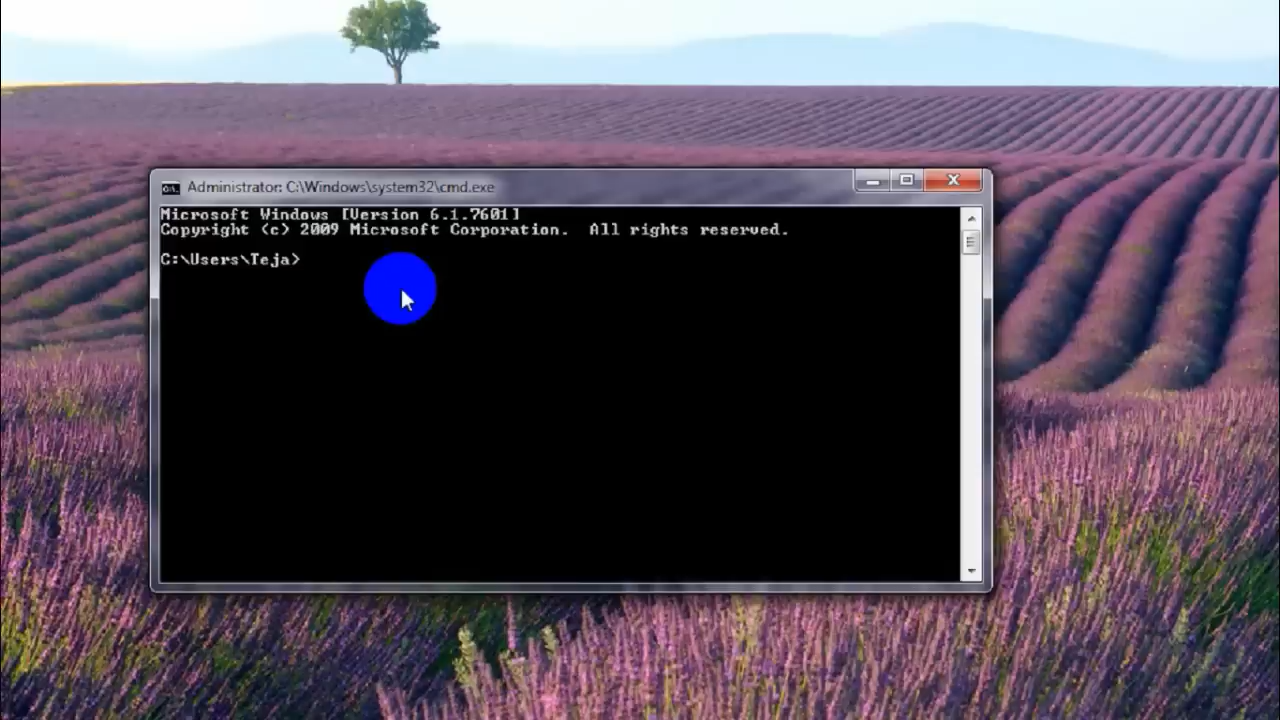 Administrator: C:\Windows\system32\cmd.exe
Microsoft Windows [Version 6.1.7601]
Copyright (c) 2009 Microsoft Corporation.  All rights reserved.
C:\Users\Teja>